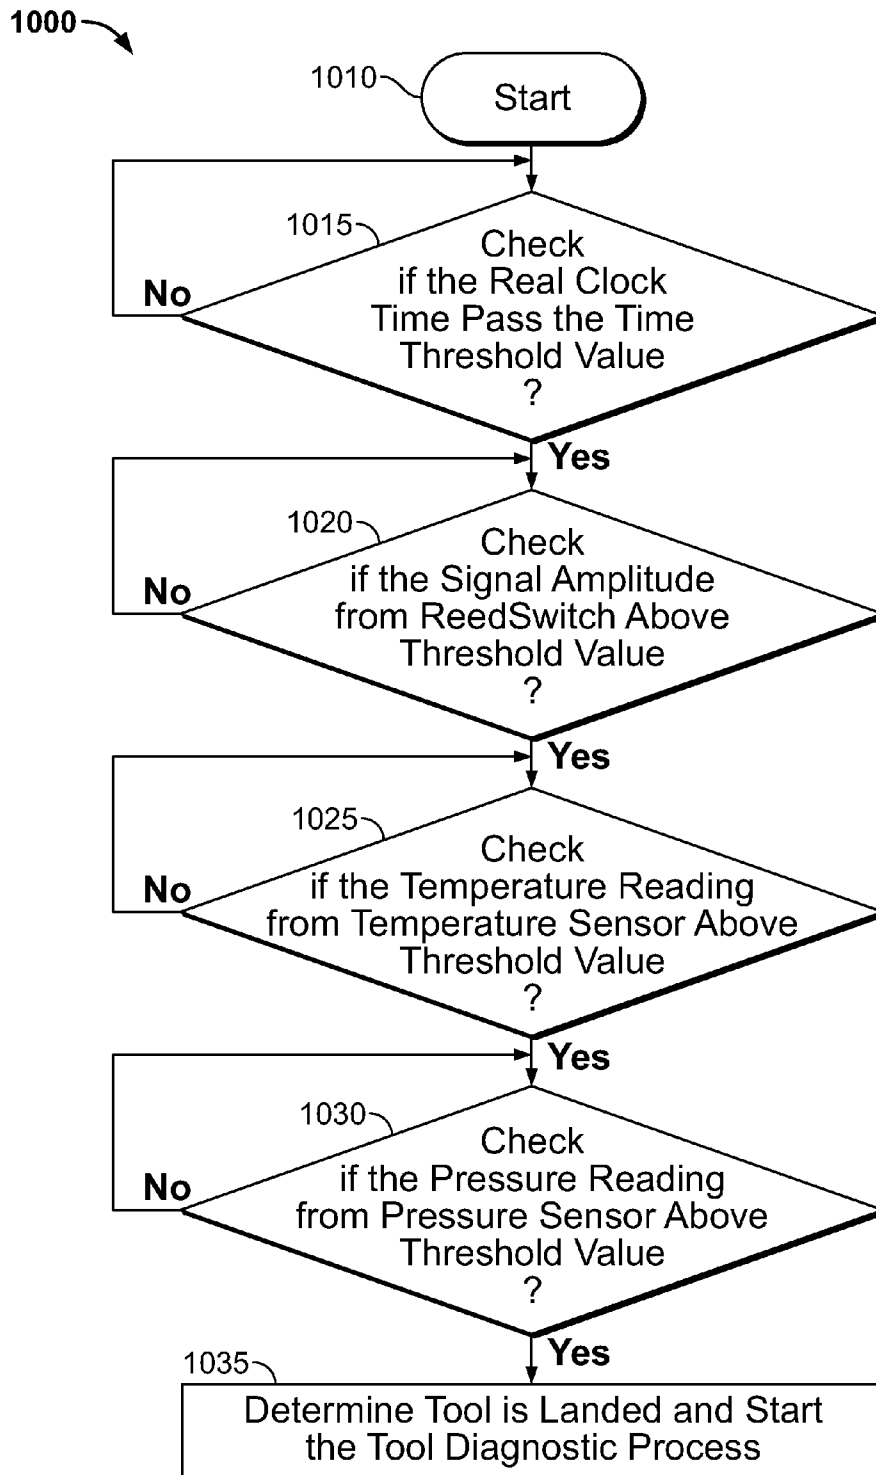 1000
1010
Start
1015
Check
if the Real Clock
Time Pass the Time
Threshold Value
?
No
Yes
1020
Check
if the Signal Amplitude
from ReedSwitch Above
Threshold Value
?
No
Yes
1025
Check
if the Temperature Reading
from Temperature Sensor Above
Threshold Value
?
No
Yes
1030
Check
if the Pressure Reading
from Pressure Sensor Above
Threshold Value
?
No
Yes
1035
Determine Tool is Landed and Start
the Tool Diagnostic Process